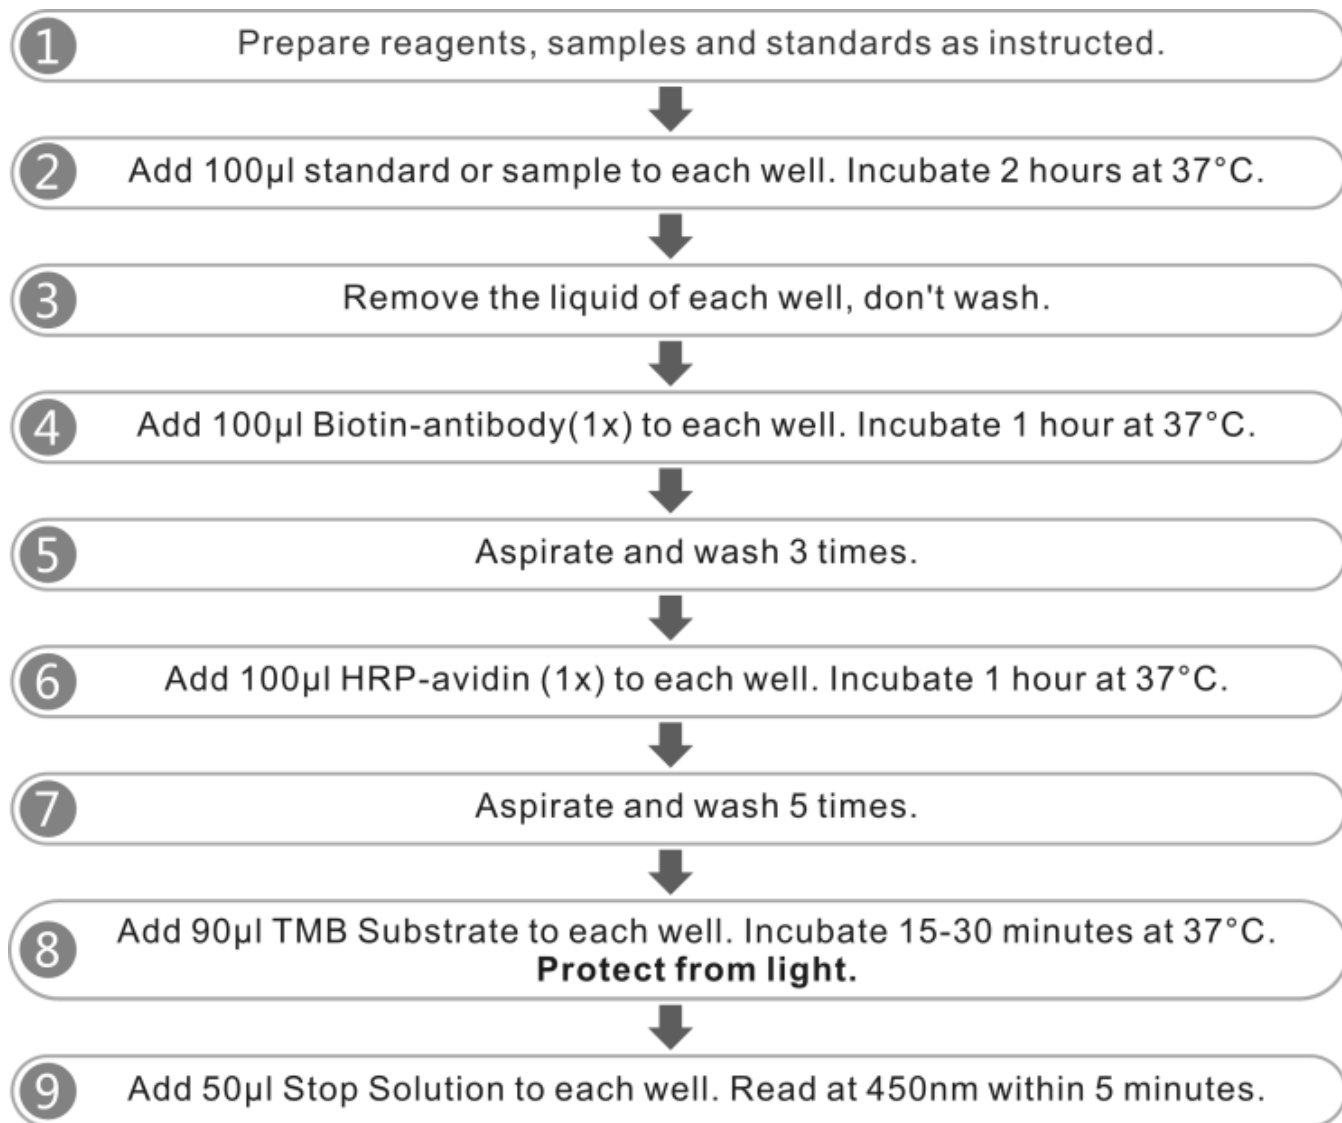 1 Prepare reagents, samples and standards as instructed.
2 Add 100µl standard or sample to each well. Incubate 2 hours at 37°C.
3 Remove the liquid of each well, don't wash.
4 Add 100µl Biotin-antibody(1x) to each well. Incubate 1 hour at 37°C.
5 Aspirate and wash 3 times.
6 Add 100µl HRP-avidin (1x) to each well. Incubate 1 hour at 37°C.
7 Aspirate and wash 5 times.
8 Add 90µl TMB Substrate to each well. Incubate 15-30 minutes at 37°C.
Protect from light.
9 Add 50µl Stop Solution to each well. Read at 450nm within 5 minutes.